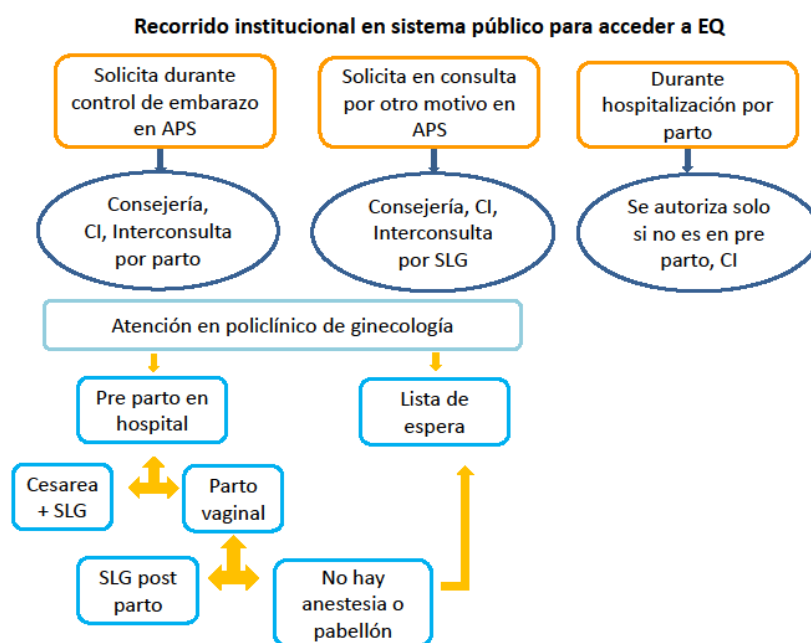 Recorrido institucional en sistema público para acceder a EQ
Solicita durante
control de embarazo
en APS
Solicita en consulta
por otro motivo en
APS
Durante
hospitalización por
parto
Consejería,
CI, Interconsulta
por parto
Consejería, CI,
Interconsulta
por SLG
Se autoriza solo
si no es en pre
parto, CI
Atención en policlínico de ginecología
Pre parto en
hospital
Lista de
espera
Cesarea
+ SLG
Parto
vaginal
SLG post
parto
No hay
anestesia o
pabellón